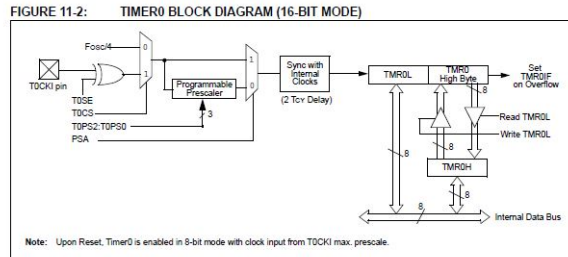 FIGURE 11-2: TIMER0 BLOCK DIAGRAM (16-BIT MODE)
Fosc/4
0
1
T0CKI pin
T0SE
T0CS
T0PS2:T0PS0
PSA
Programmable
Prescaler
3
1
0
Sync with
Internal
Clocks
(2 TCY Delay)
TMR0L
TMR0
High Byte
8
Set
TMR0IF
on Overflow
Read TMR0L
Write TMR0L
8
8
TMR0H
8
8
Internal Data Bus
Note: Upon Reset, Timer0 is enabled in 8-bit mode with clock input from T0CKI max. prescale.